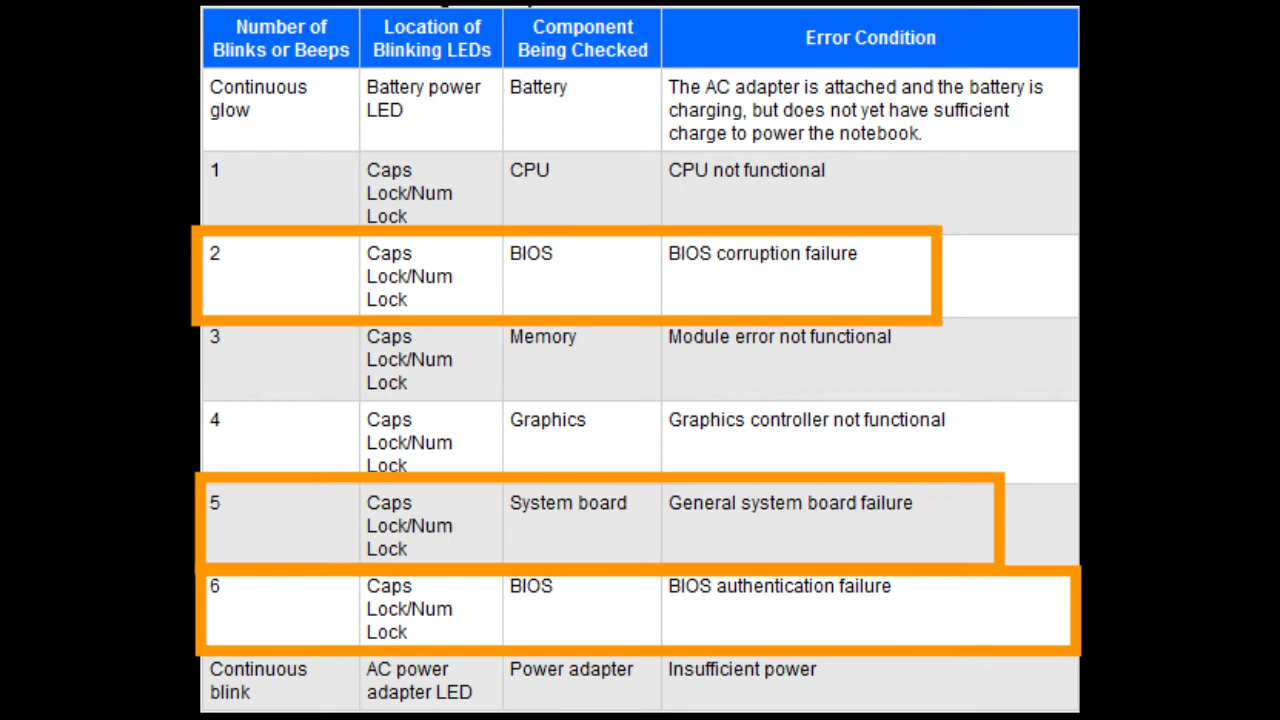 Number of Blinks or Beeps
Location of Blinking LEDs
Component Being Checked
Error Condition
Continuous glow
Battery power LED
Battery
The AC adapter is attached and the battery is
charging, but does not yet have sufficient
charge to power the notebook.
1
Caps
Lock/Num
Lock
CPU
CPU not functional
2
Caps
Lock/Num
Lock
BIOS
BIOS corruption failure
3
Caps
Lock/Num
Lock
Memory
Module error not functional
4
Caps
Lock/Num
Lock
Graphics
Graphics controller not functional
5
Caps
Lock/Num
Lock
System board
General system board failure
6
Caps
Lock/Num
Lock
BIOS
BIOS authentication failure
Continuous
blink
AC power
adapter LED
Power adapter
Insufficient power